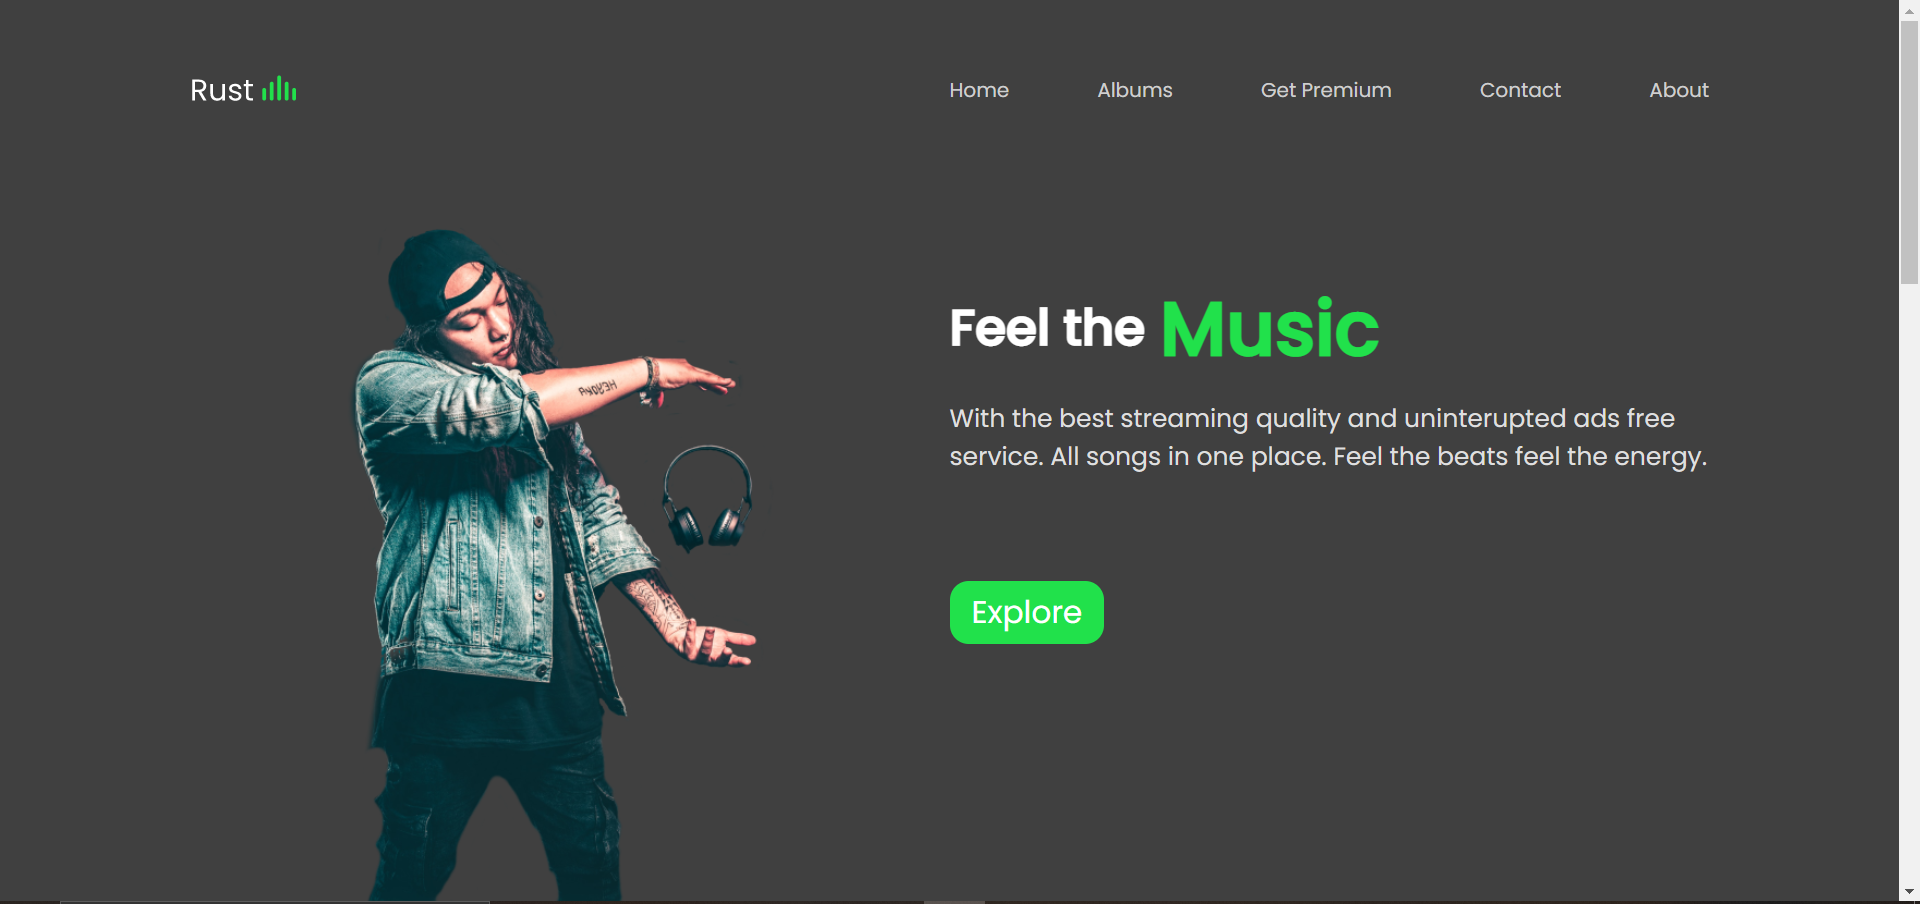 Rust
Home Albums Get Premium Contact About
Feel the Music
With the best streaming quality and uninterupted ads free
service. All songs in one place. Feel the beats feel the energy.
Explore